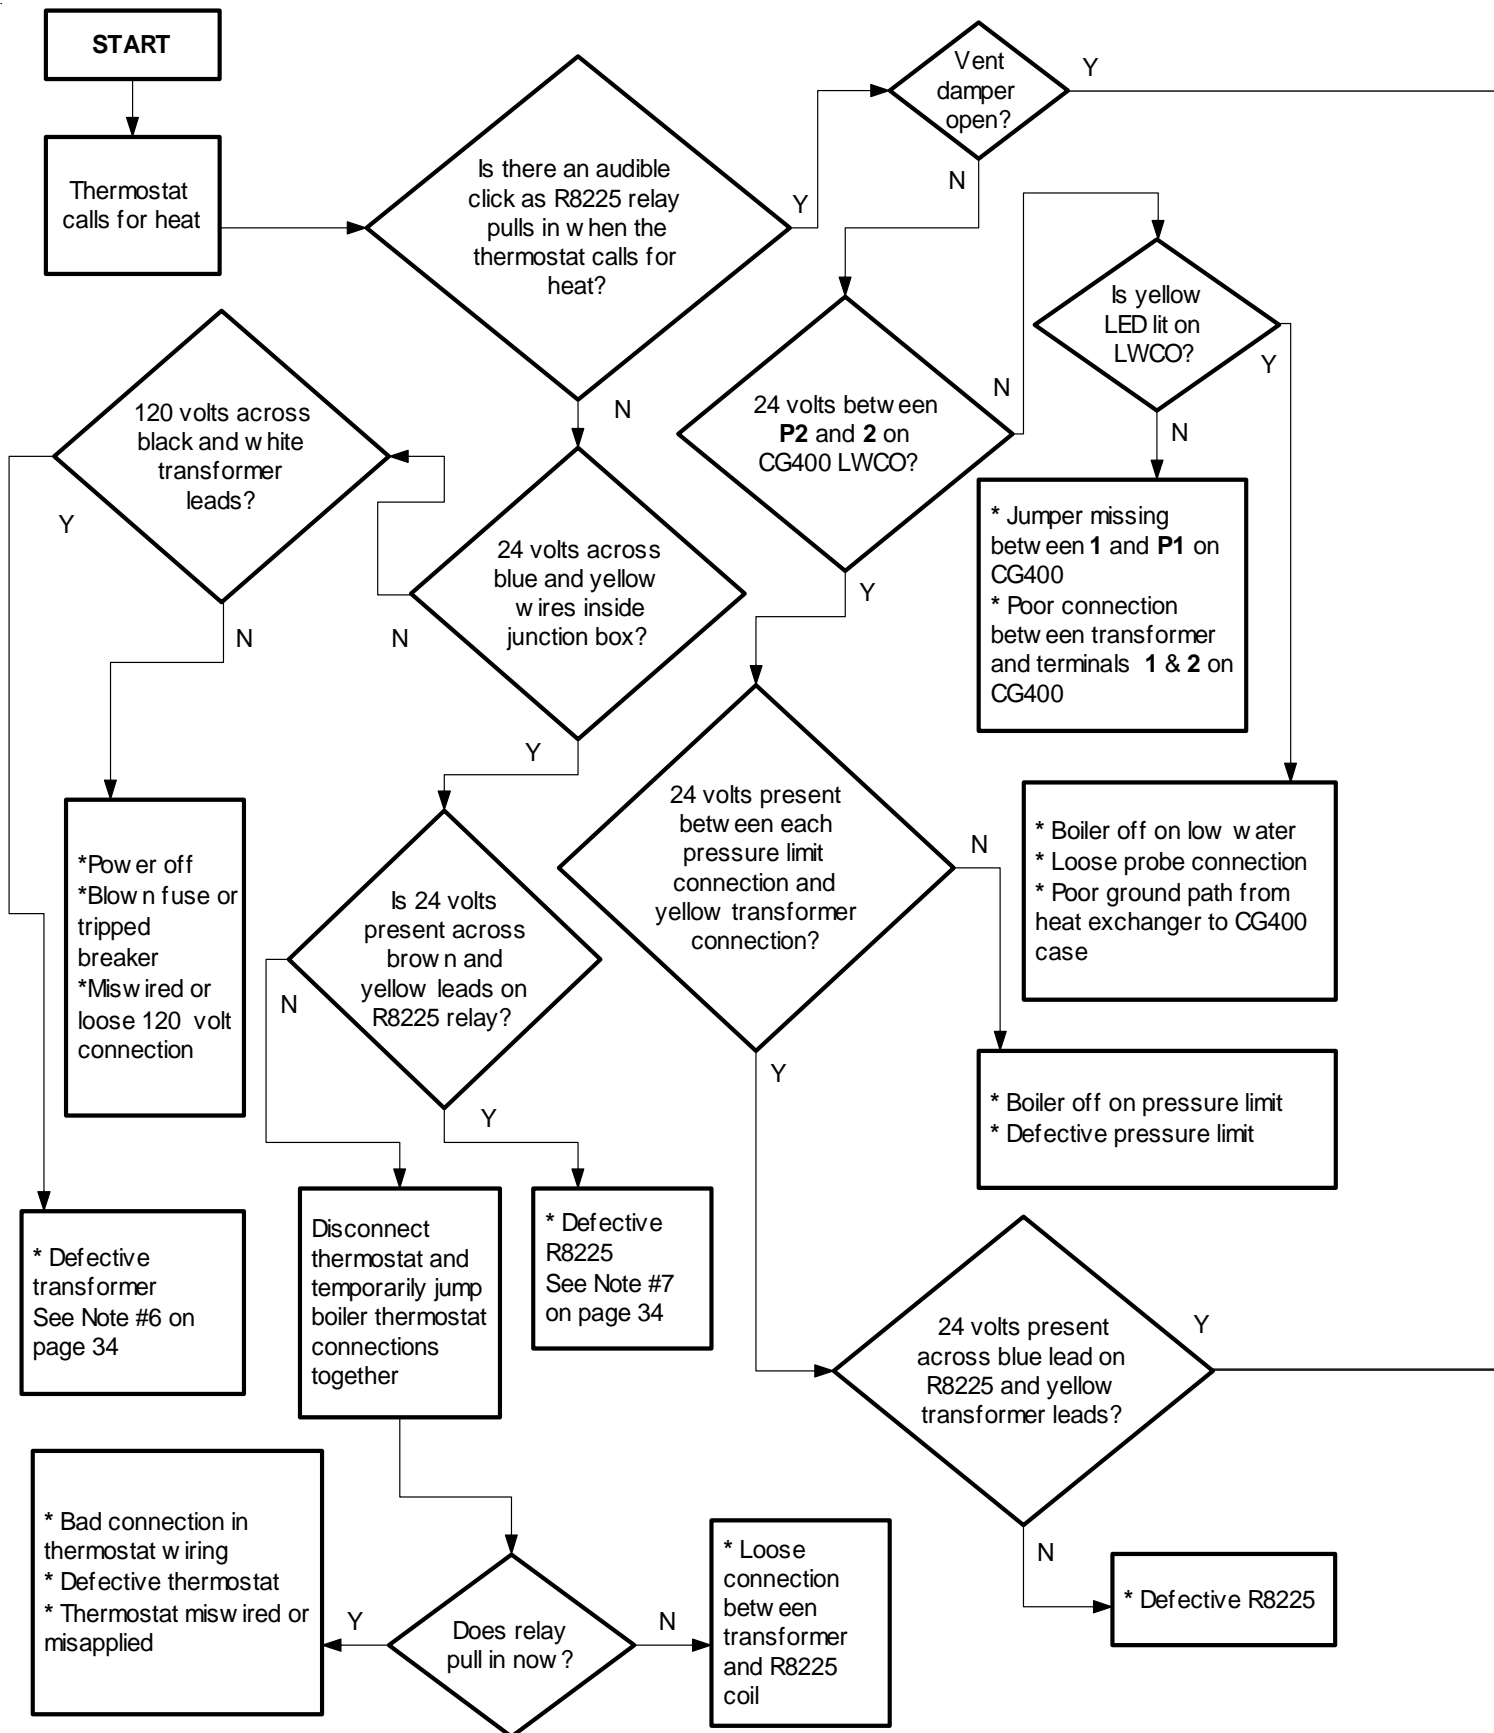 START
Thermostat
calls for heat
Is there an audible
click as R8225 relay
pulls in when the
thermostat calls for
heat?
Y
N
Vent
damper
open?
Y
N
Is yellow
LED lit on
LWCO?
Y
N
24 volts between
P2 and 2 on
CG400 LWCO?
N
Y
120 volts across
black and white
transformer
leads?
Y
N
24 volts across
blue and yellow
wires inside
junction box?
N
Y
* Jumper missing
between 1 and P1 on
CG400
* Poor connection
between transformer
and terminals 1 & 2 on
CG400
*Power off
*Blown fuse or
tripped
breaker
*Miswired or
loose 120 volt
connection
Is 24 volts
present across
brown and
yellow leads on
R8225 relay?
N
Y
24 volts present
between each
pressure limit
connection and
yellow transformer
connection?
N
Y
* Boiler off on low water
* Loose probe connection
* Poor ground path from
heat exchanger to CG400
case
* Boiler off on pressure limit
* Defective pressure limit
* Defective
transformer
See Note #6 on
page 34
Disconnect
thermostat and
temporarily jump
boiler thermostat
connections
together
* Defective
R8225
See Note #7
on page 34
24 volts present
across blue lead on
R8225 and yellow
transformer leads?
Y
N
* Bad connection in
thermostat wiring
* Defective thermostat
* Thermostat miswired or
misapplied
Y
Does relay
pull in now?
N
* Loose
connection
between
transformer
and R8225
coil
* Defective R8225